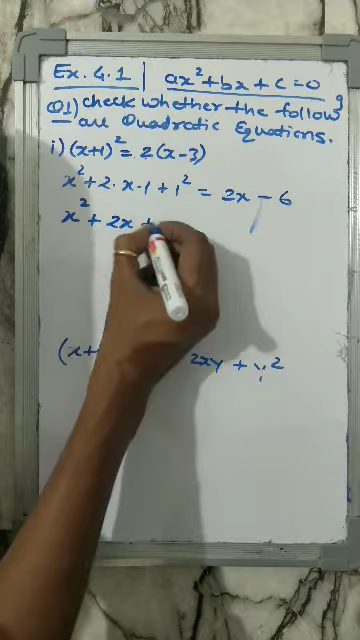 Ex. 4.1 | ax²+bx+c=0
Q1) check whether the following
are Quadratic Equations.
i) (x+1)² = 2(x-3)
x² + 2·x·1 + 1² = 2x - 6
x² + 2x +
(x+ 2xy + y²